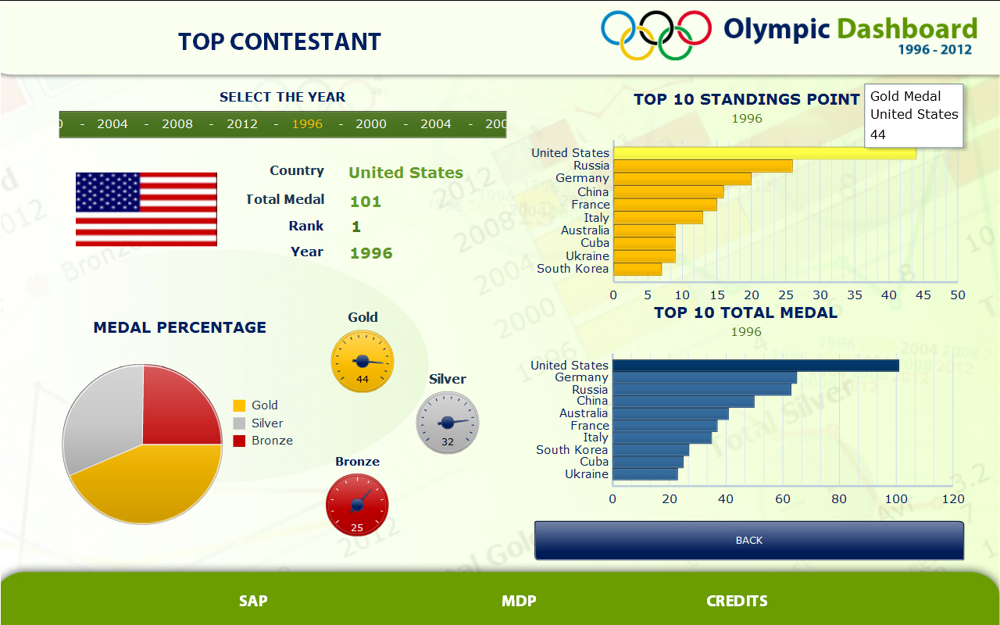 TOP CONTESTANT
Olympic Dashboard
1996 - 2012
SELECT THE YEAR
0 - 2004 - 2008 - 2012 - 1996 - 2000 - 2004 - 200
Country United States
Total Medal 101
Rank 1
Year 1996
TOP 10 STANDINGS POINT
1996
Gold Medal
United States
44
United States
Russia
Germany
China
France
Italy
Australia
Cuba
Ukraine
South Korea
0 5 10 15 20 25 30 35 40 45 50
MEDAL PERCENTAGE
Gold
Silver
Bronze
Gold
44
Silver
32
Bronze
25
TOP 10 TOTAL MEDAL
1996
United States
Germany
Russia
China
Australia
France
Italy
South Korea
Cuba
Ukraine
0 20 40 60 80 100 120
BACK
SAP MDP CREDITS